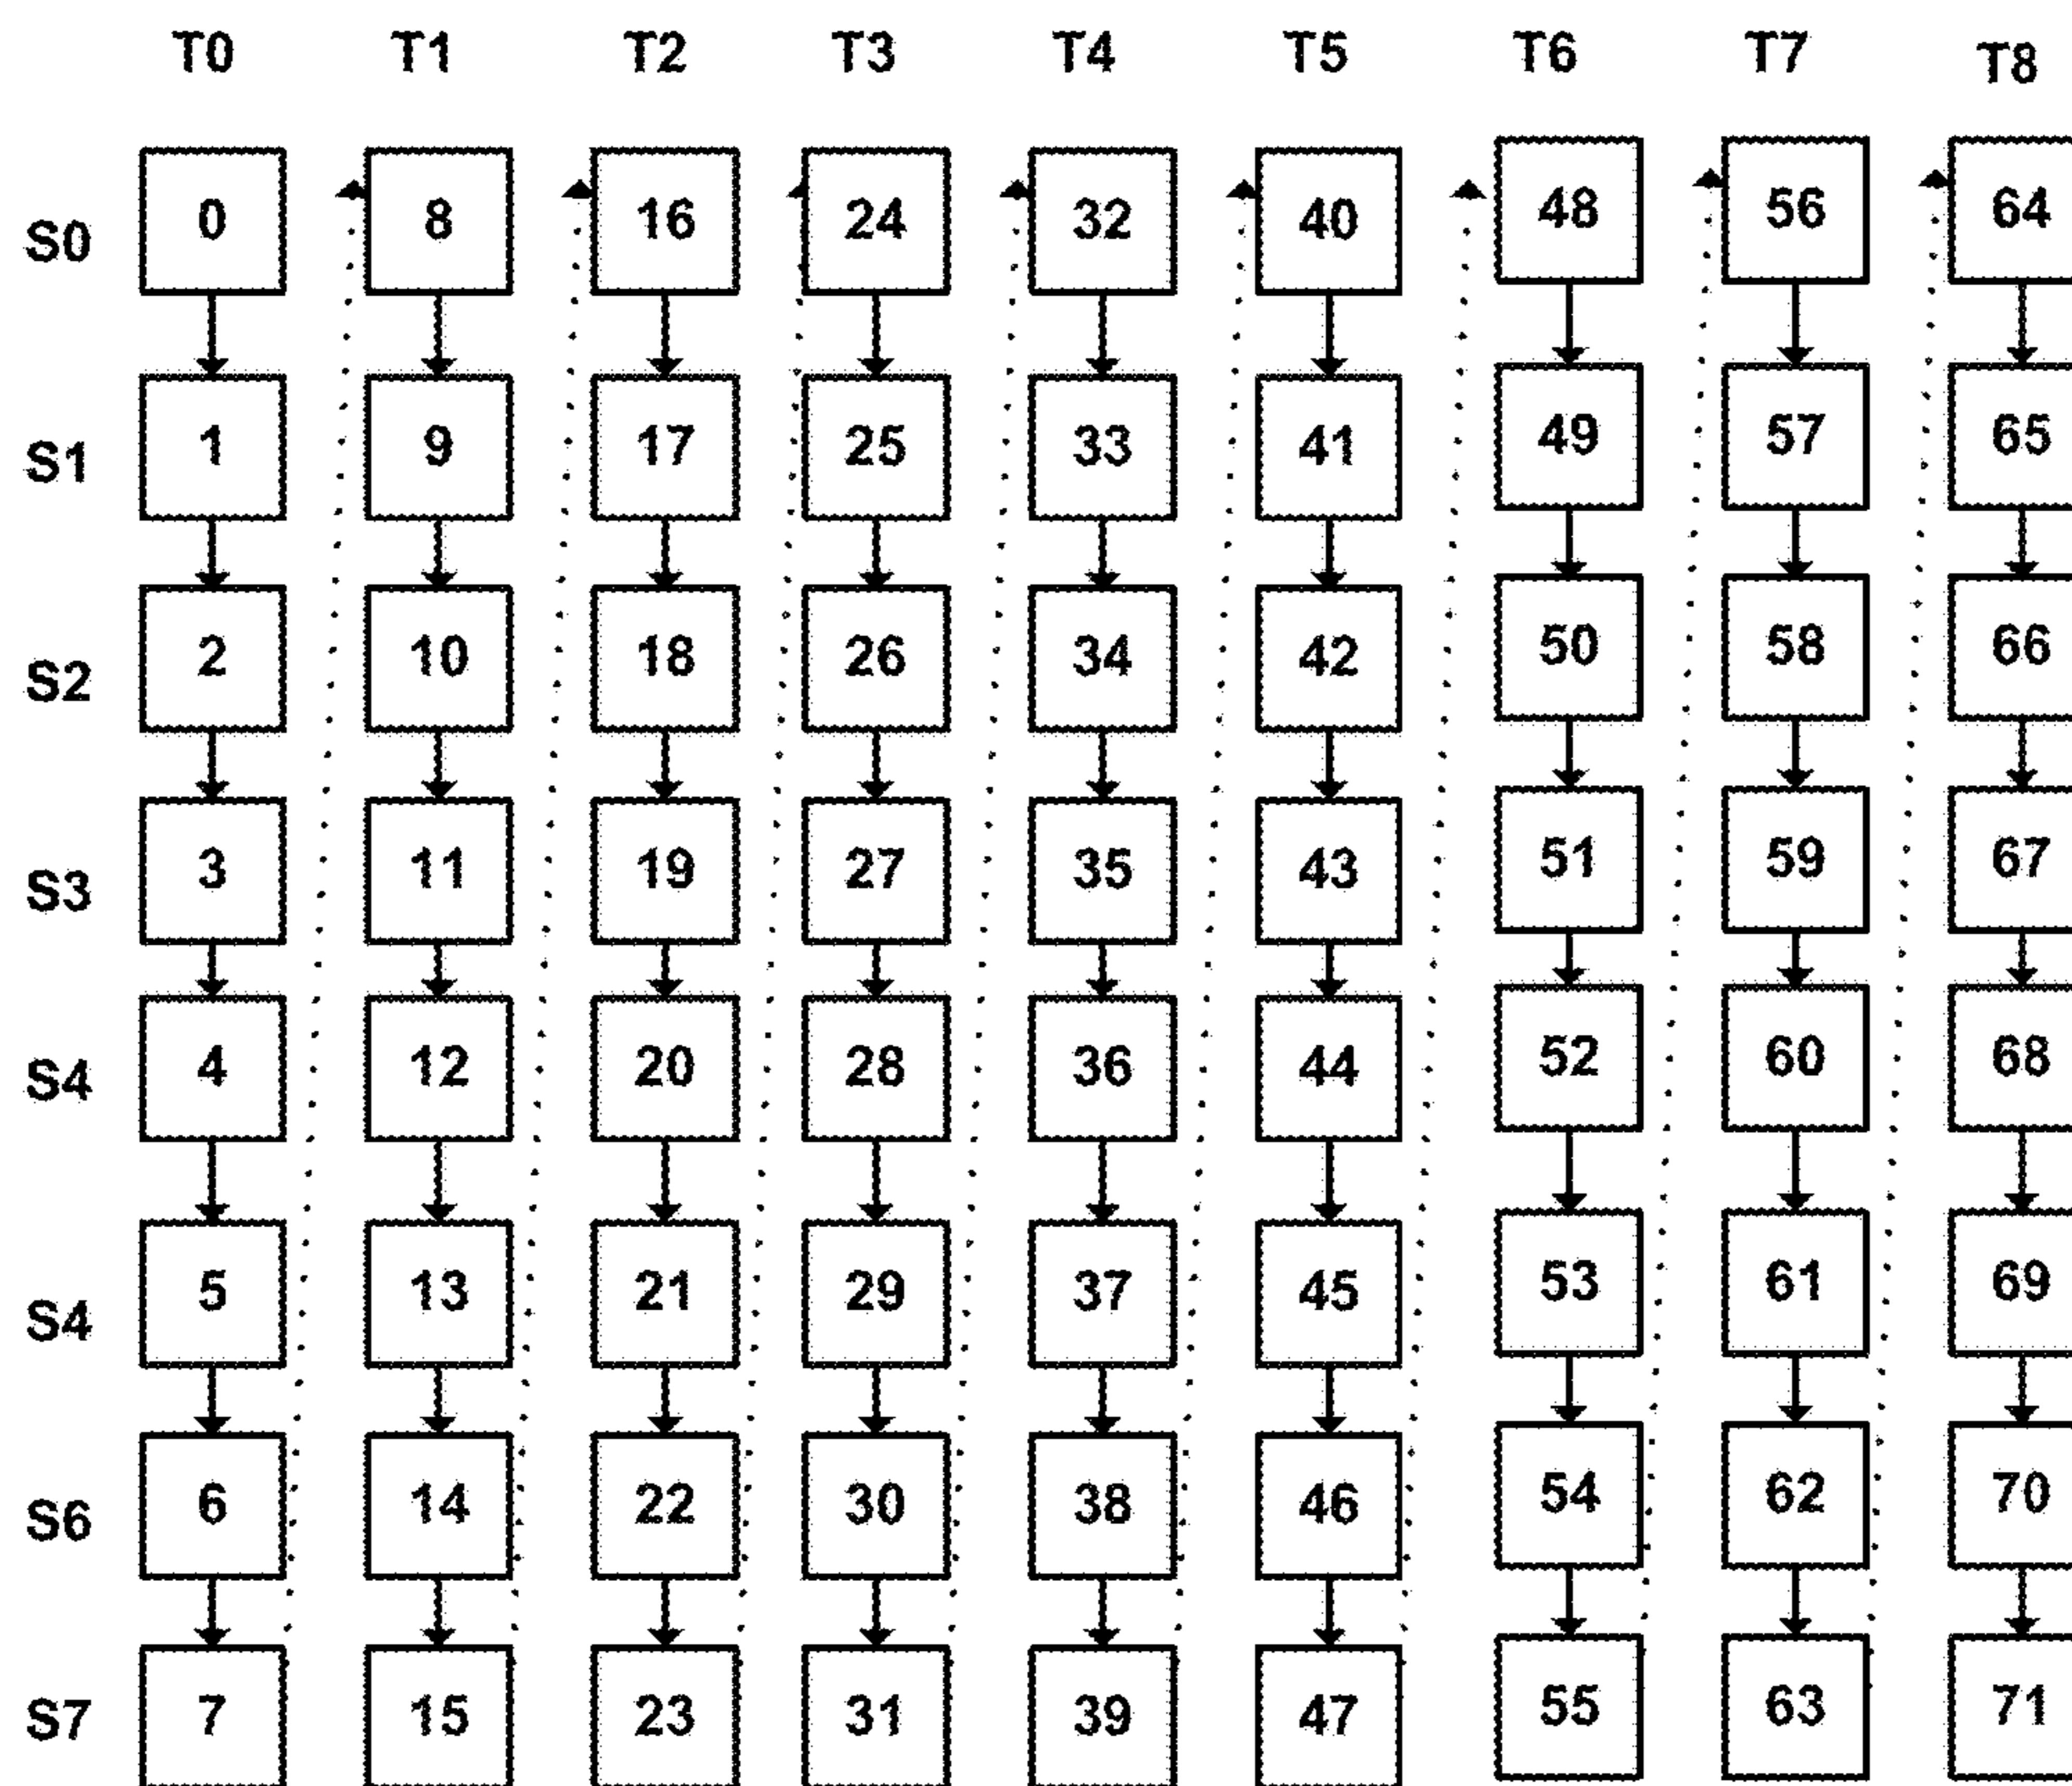 T0 T1 T2 T3 T4 T5 T6 T7 T8
S0 0 8 16 24 32 40 48 56 64
S1 1 9 17 25 33 41 49 57 65
S2 2 10 18 26 34 42 50 58 66
S3 3 11 19 27 35 43 51 59 67
S4 4 12 20 28 36 44 52 60 68
S4 5 13 21 29 37 45 53 61 69
S6 6 14 22 30 38 46 54 62 70
S7 7 15 23 31 39 47 55 63 71